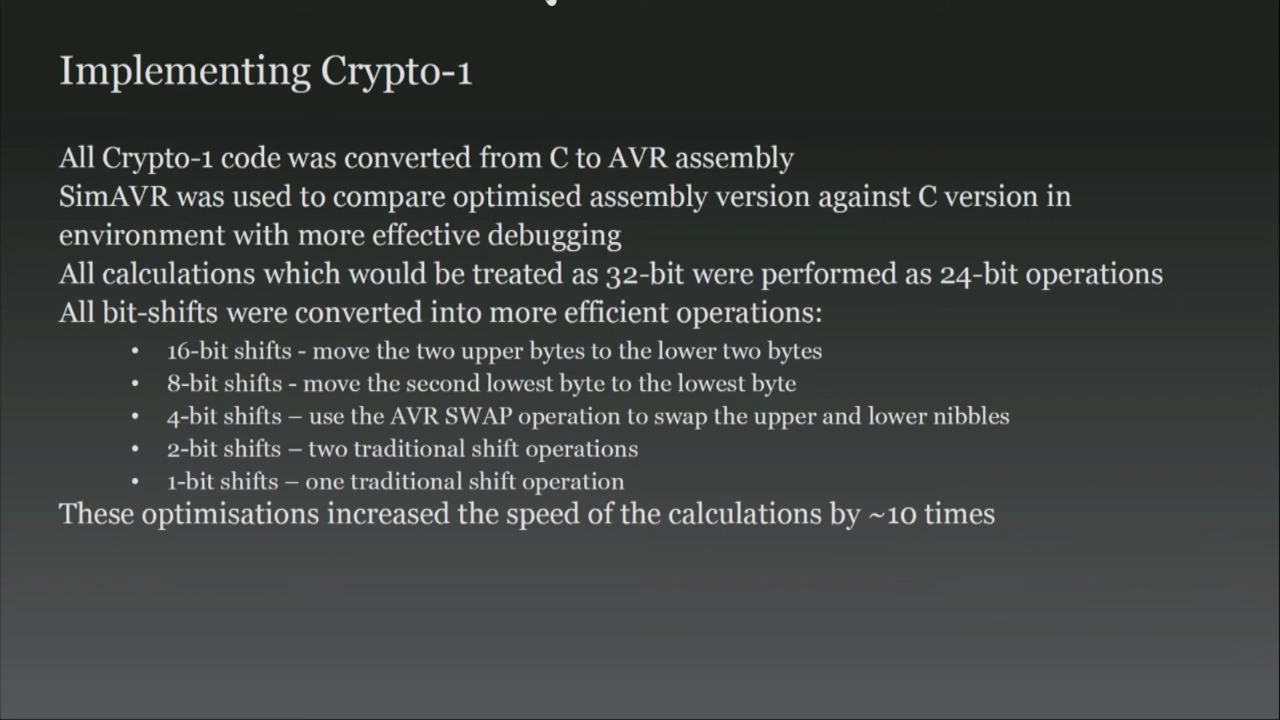 Implementing Crypto-1
All Crypto-1 code was converted from C to AVR assembly
SimAVR was used to compare optimised assembly version against C version in
environment with more effective debugging
All calculations which would be treated as 32-bit were performed as 24-bit operations
All bit-shifts were converted into more efficient operations:
• 16-bit shifts - move the two upper bytes to the lower two bytes
• 8-bit shifts - move the second lowest byte to the lowest byte
• 4-bit shifts – use the AVR SWAP operation to swap the upper and lower nibbles
• 2-bit shifts – two traditional shift operations
• 1-bit shifts – one traditional shift operation
These optimisations increased the speed of the calculations by ~10 times